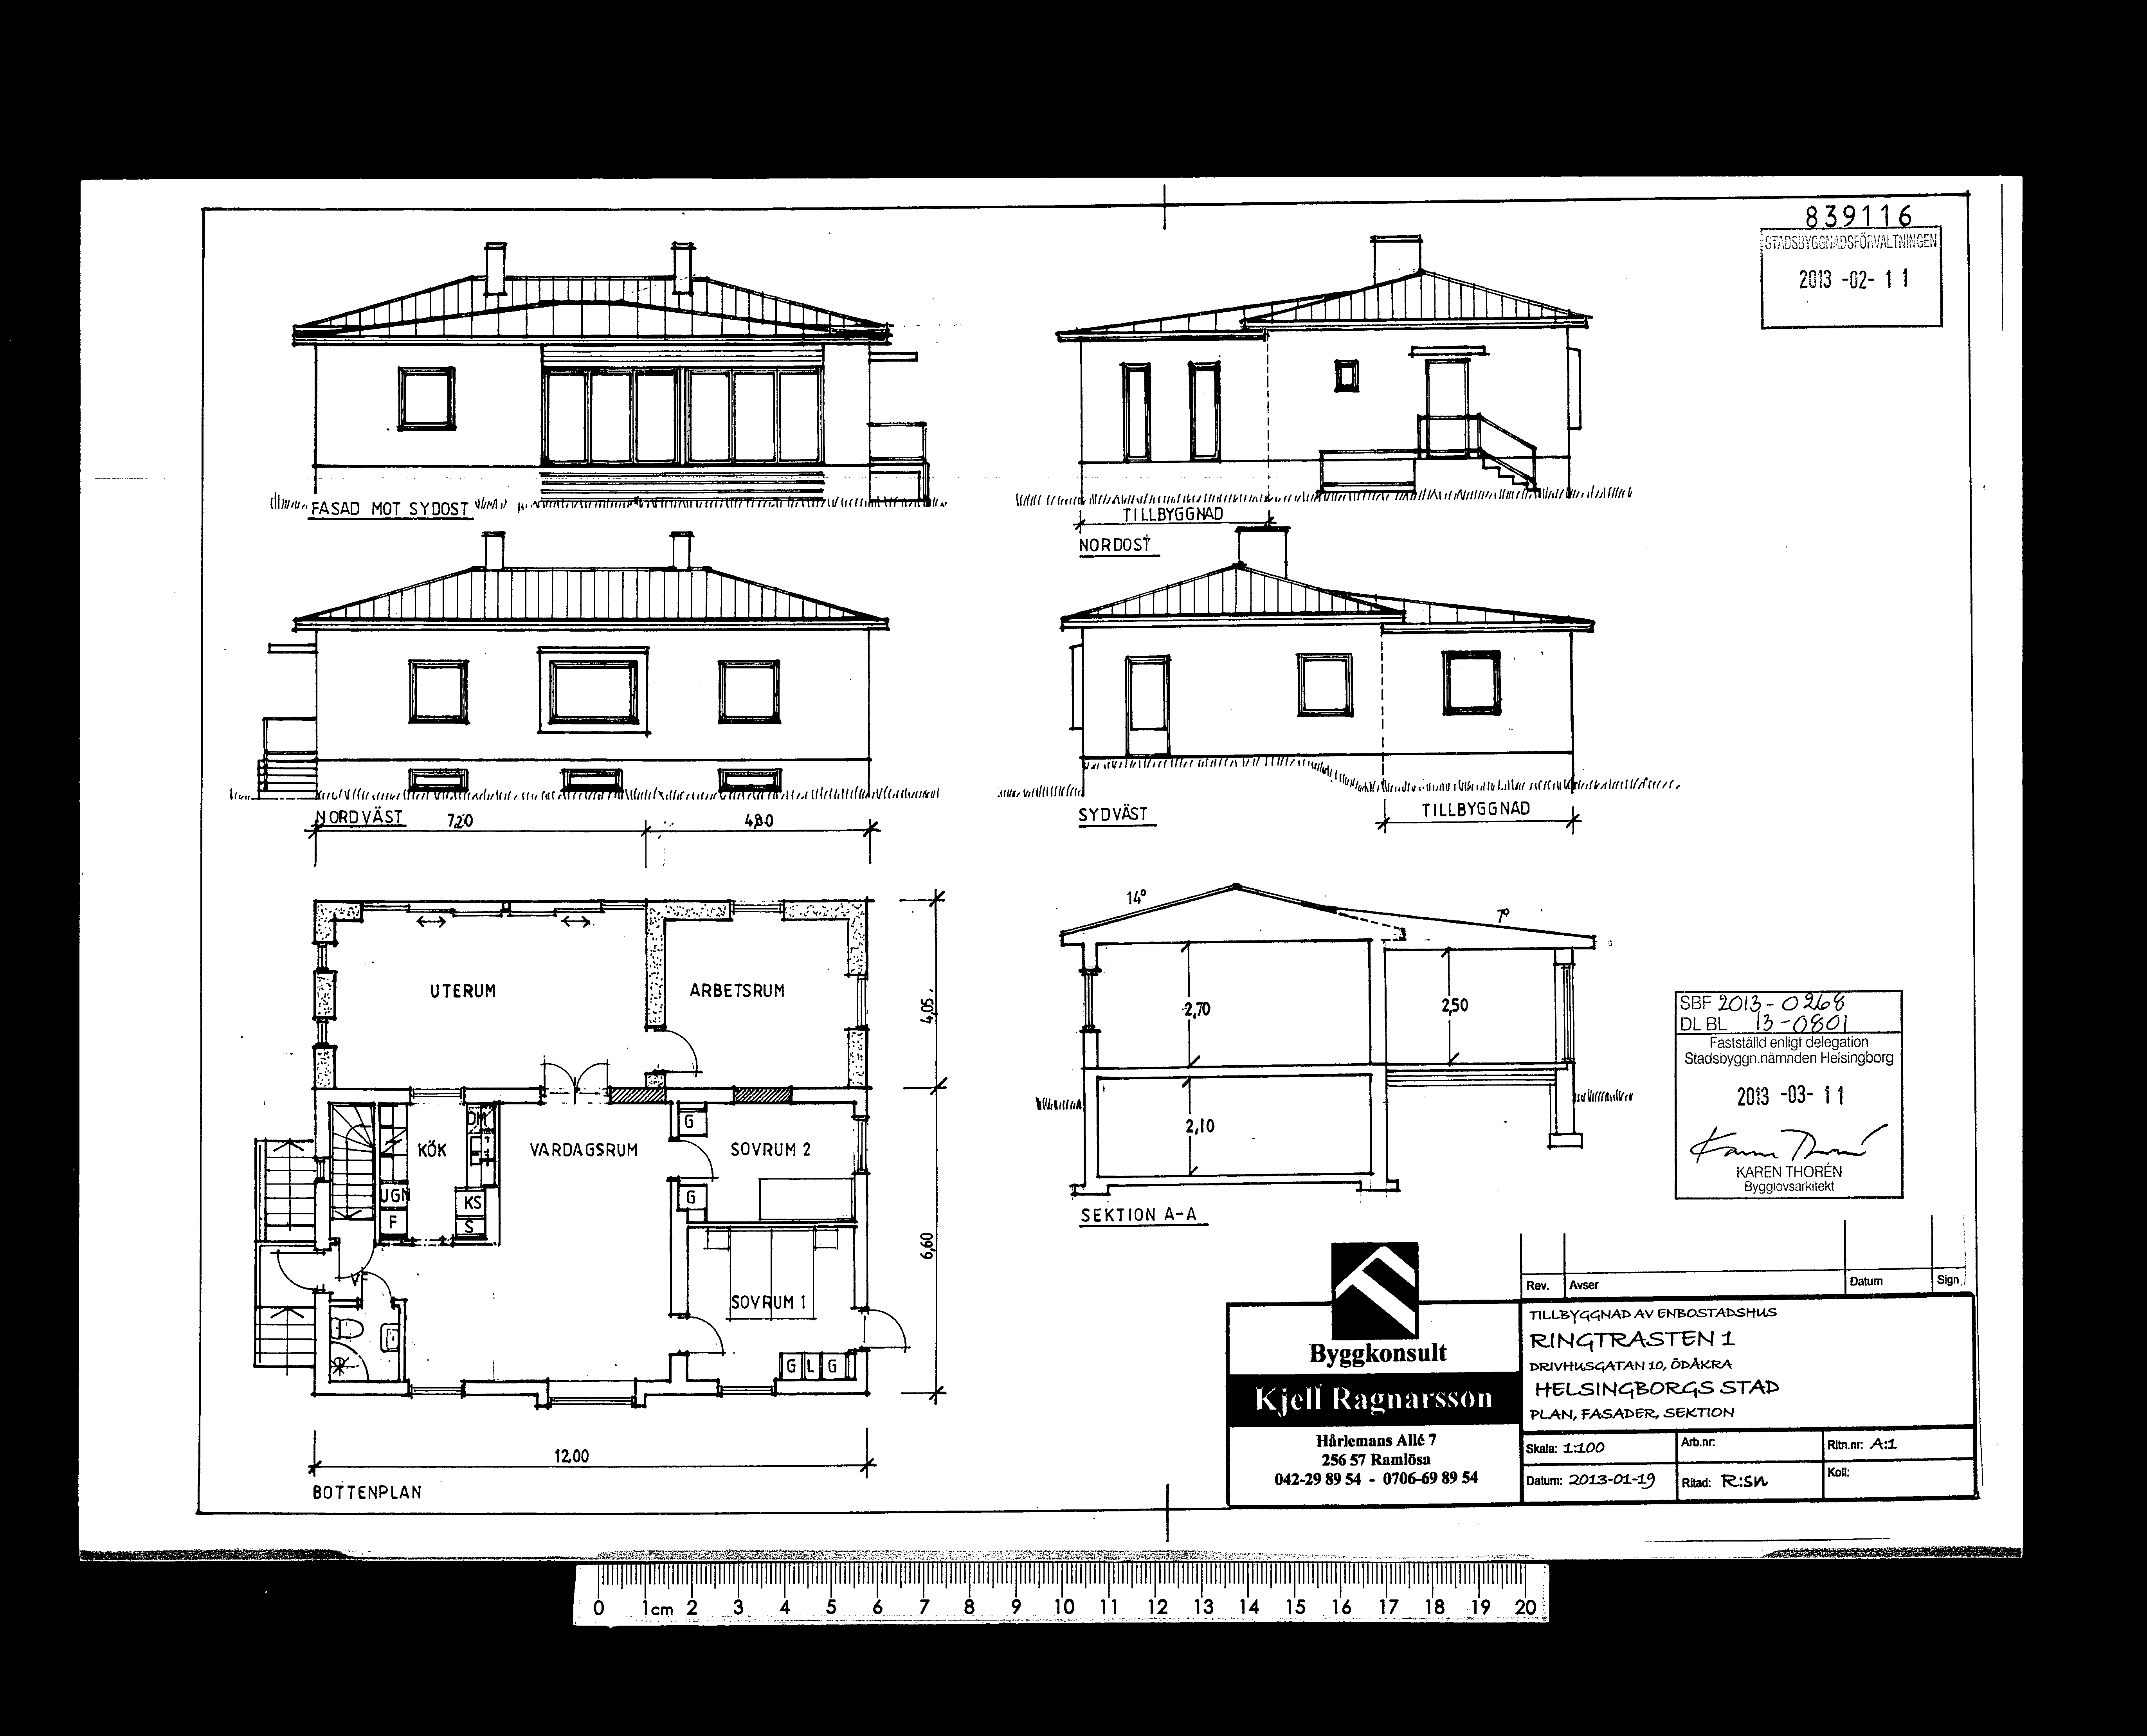 839116
STADSBYGGNADSFÖRVALTNINGEN
2013 -02- 11
FASAD MOT SYDOST
TILLBYGGNAD
NORDOST
NORDVÄST
7,20
4,80
SYDVÄST
TILLBYGGNAD
UTERUM
ARBETSRUM
4,05
KÖK
DM
VARDAGSRUM
G
SOVRUM 2
UGN
F
KS
S
G
VF
SOVRUM 1
G L G
6,60
12,00
BOTTENPLAN
14°
7°
2,70
2,50
2,10
SEKTION A-A
SBF 2013-0268
DL BL 13-0801
Fastställd enligt delegation
Stadsbyggn.nämnden Helsingborg
2013 -03- 11
KAREN THORÉN
Bygglovsarkitekt
Rev. Avser Datum Sign
Byggkonsult
Kjell Ragnarsson
Hårlemans Allé 7
256 57 Ramlösa
042-29 89 54 - 0706-69 89 54
TILLBYGGNAD AV ENBOSTADSHUS
RINGTRASTEN 1
DRIVHUSGATAN 10, ÖDÅKRA
HELSINGBORGS STAD
PLAN, FASADER, SEKTION
Skala: 1:100
Arb.nr:
Ritn.nr: A:1
Datum: 2013-01-19
Ritad: R:sn
Koll:
0 1cm 2 3 4 5 6 7 8 9 10 11 12 13 14 15 16 17 18 19 20